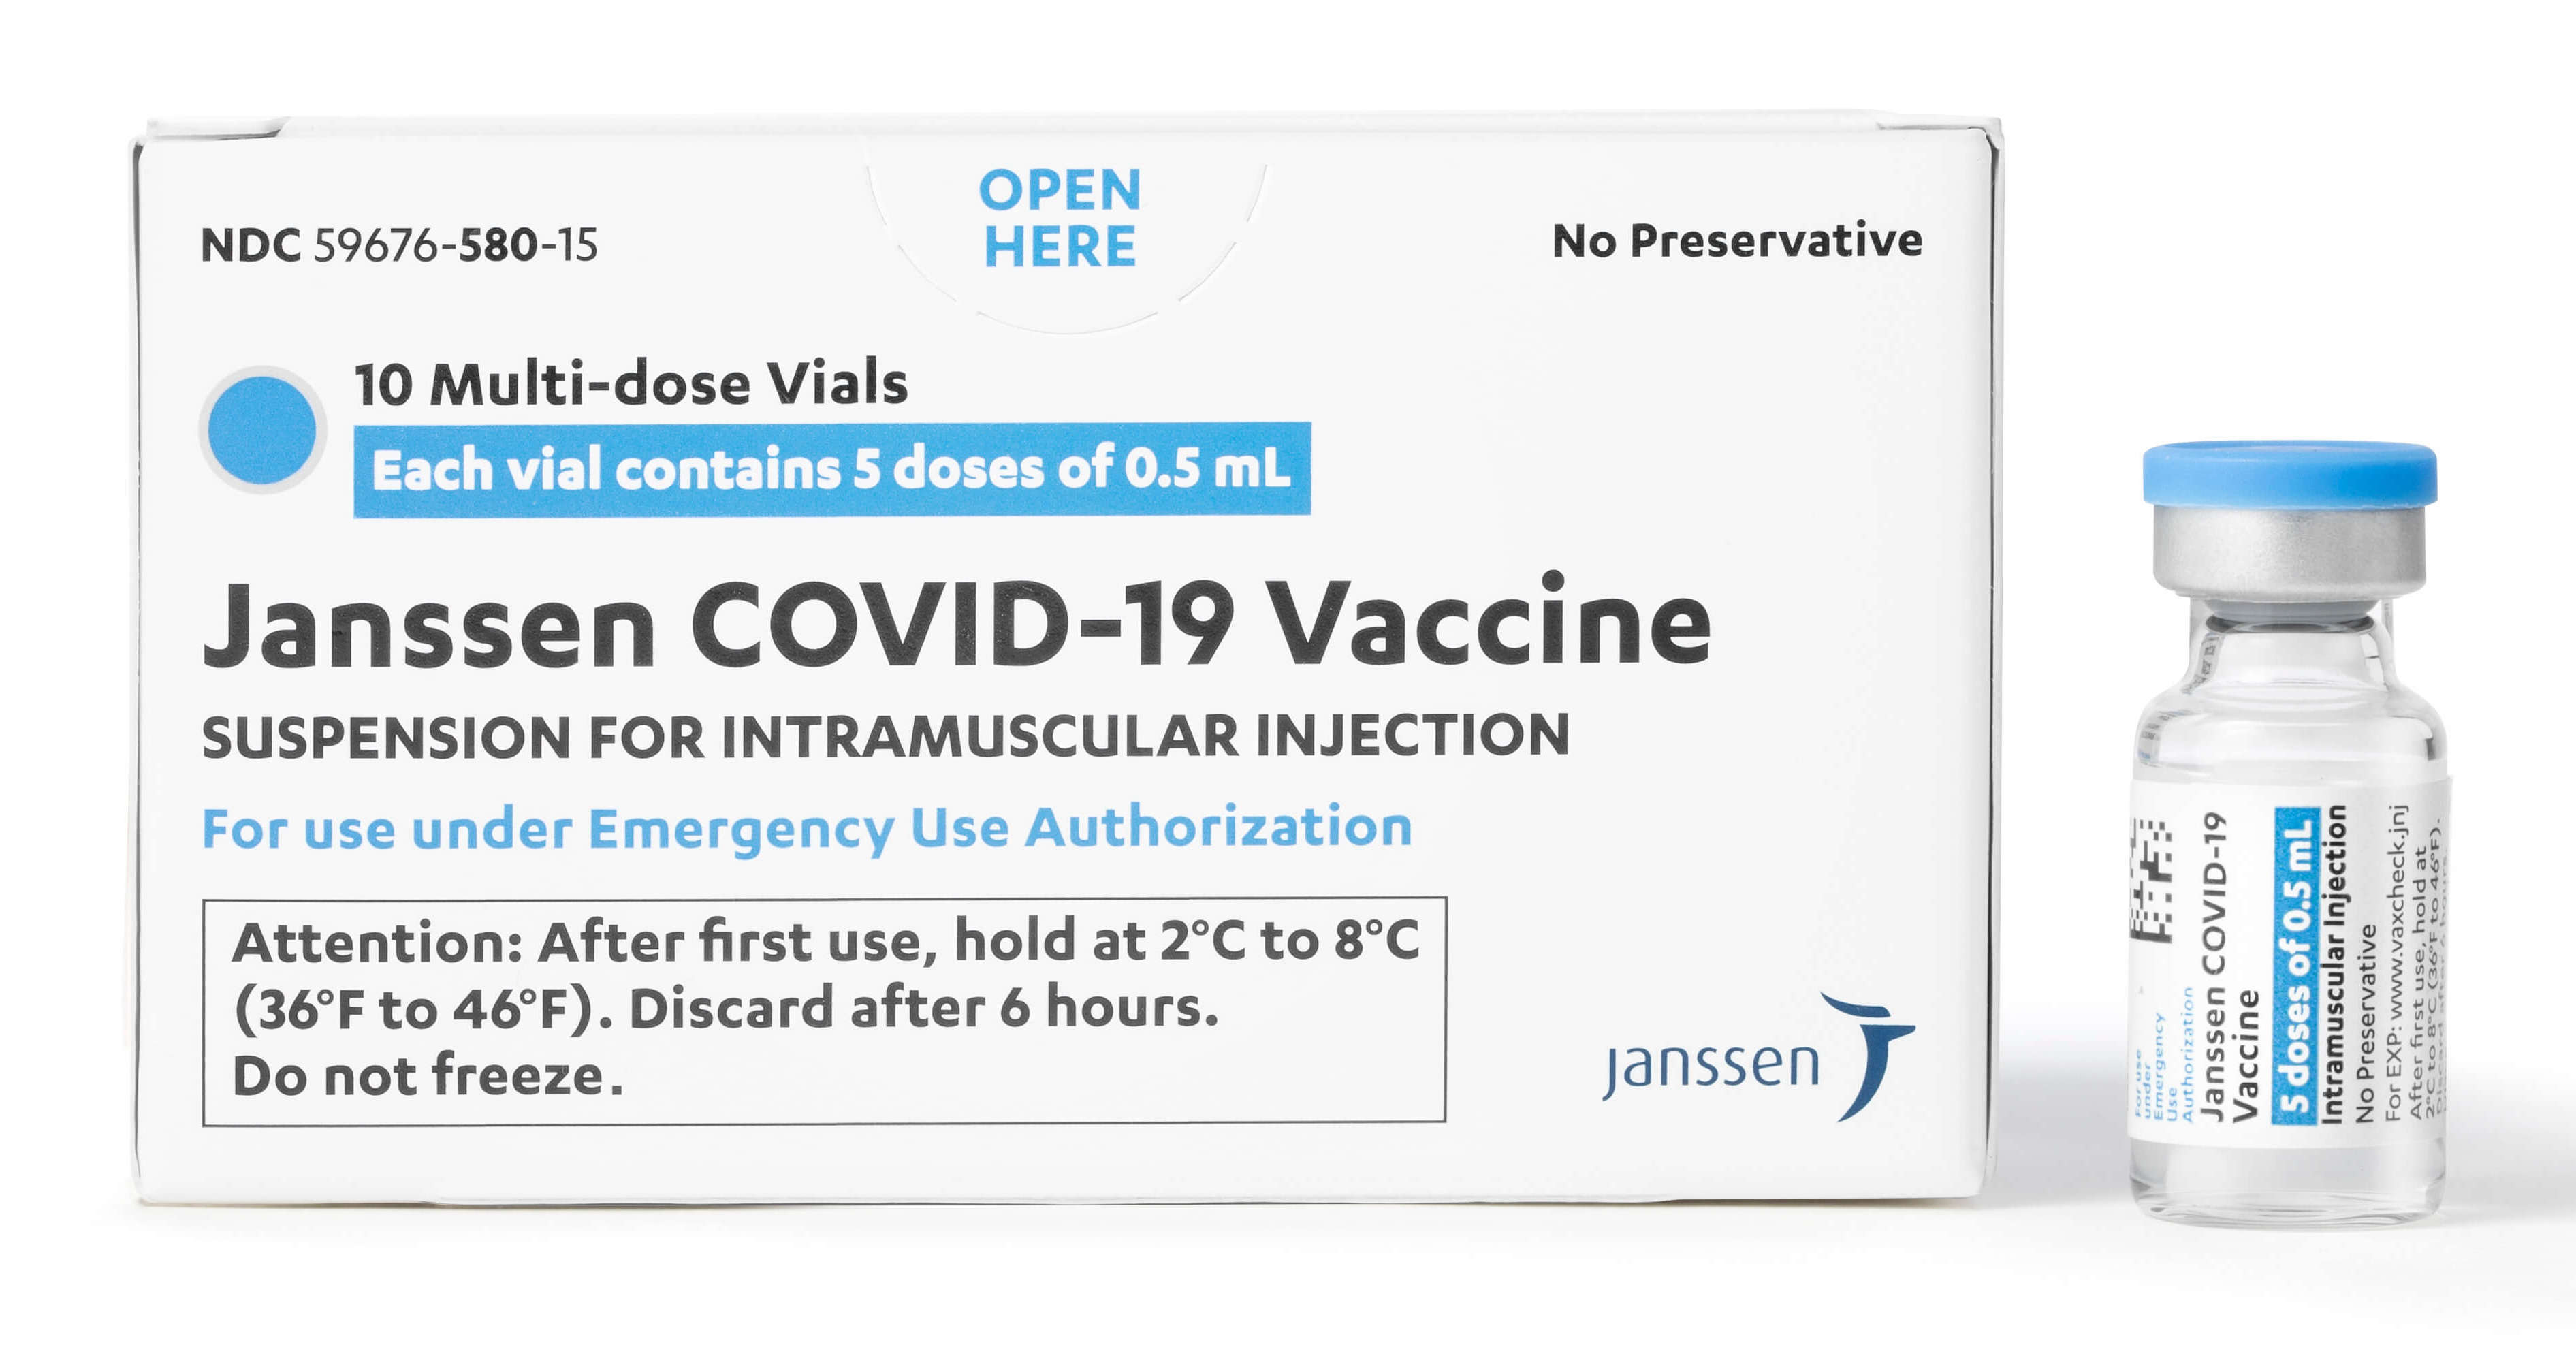 OPEN
HERE
NDC 59676-580-15
No Preservative
10 Multi-dose Vials
Each vial contains 5 doses of 0.5 mL
Janssen COVID-19 Vaccine
SUSPENSION FOR INTRAMUSCULAR INJECTION
For use under Emergency Use Authorization
Attention: After first use, hold at 2°C to 8°C
(36°F to 46°F). Discard after 6 hours.
Do not freeze.
janssen
For use
under
Emergency
Use
Authorization
Janssen COVID-19
Vaccine
5 doses of 0.5 mL
Intramuscular Injection
No Preservative
For EXP: www.vaxcheck.jnj
After first use, hold at
2°C to 8°C (36°F to 46°F).
Discard after 6 hours.